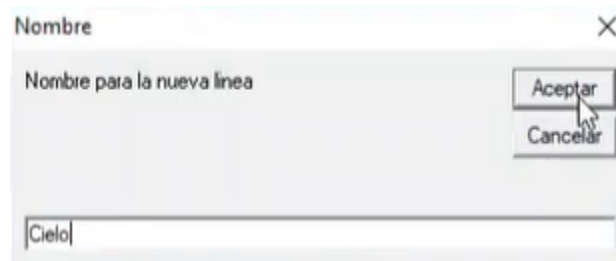 Nombre
Nombre para la nueva linea
Aceptar
Cancelar
Cielo